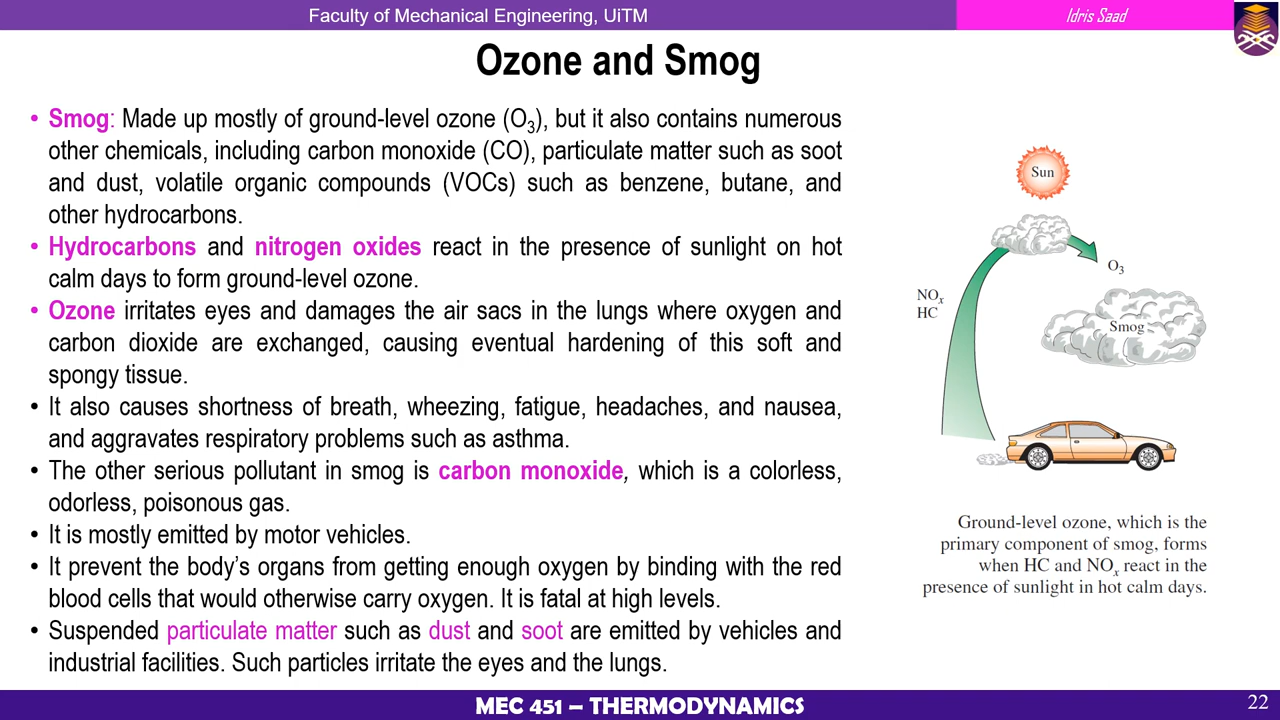 Faculty of Mechanical Engineering, UiTM
Idris Saad
Ozone and Smog
• Smog: Made up mostly of ground-level ozone (O3), but it also contains numerous
other chemicals, including carbon monoxide (CO), particulate matter such as soot
and dust, volatile organic compounds (VOCs) such as benzene, butane, and
other hydrocarbons.
• Hydrocarbons and nitrogen oxides react in the presence of sunlight on hot
calm days to form ground-level ozone.
• Ozone irritates eyes and damages the air sacs in the lungs where oxygen and
carbon dioxide are exchanged, causing eventual hardening of this soft and
spongy tissue.
• It also causes shortness of breath, wheezing, fatigue, headaches, and nausea,
and aggravates respiratory problems such as asthma.
• The other serious pollutant in smog is carbon monoxide, which is a colorless,
odorless, poisonous gas.
• It is mostly emitted by motor vehicles.
• It prevent the body’s organs from getting enough oxygen by binding with the red
blood cells that would otherwise carry oxygen. It is fatal at high levels.
• Suspended particulate matter such as dust and soot are emitted by vehicles and
industrial facilities. Such particles irritate the eyes and the lungs.
Sun
O3
NOx
HC
Smog
Ground-level ozone, which is the
primary component of smog, forms
when HC and NOx react in the
presence of sunlight in hot calm days.
MEC 451 – THERMODYNAMICS
22